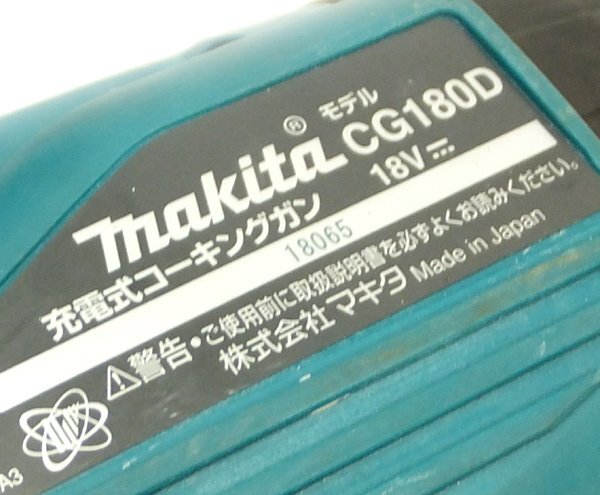 makita® モデル CG180D
充電式コーキングガン 18V
18065
⚠警告・ご使用前に取扱説明書を必ずよくお読みください。
株式会社マキタ Made in Japan
A3